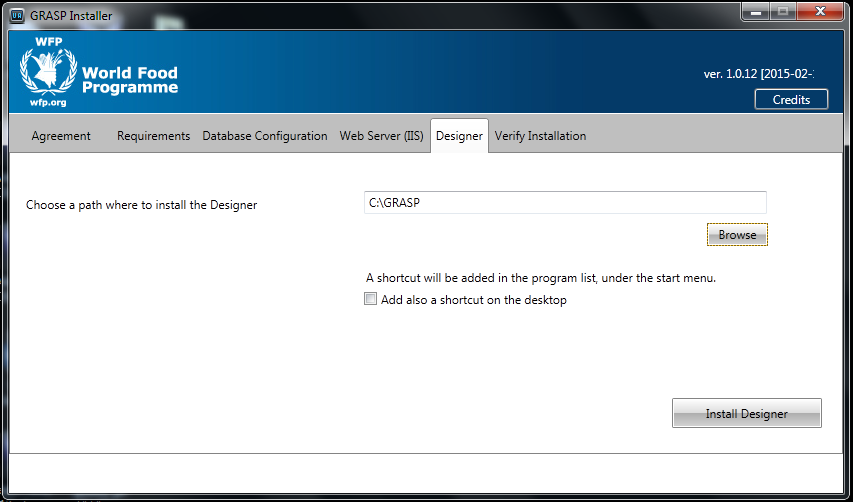 GRASP Installer
WFP
World Food
Programme
wfp.org
ver. 1.0.12 [2015-02-
Credits
Agreement Requirements Database Configuration Web Server (IIS) Designer Verify Installation
Choose a path where to install the Designer
C:\GRASP
Browse
A shortcut will be added in the program list, under the start menu.
Add also a shortcut on the desktop
Install Designer